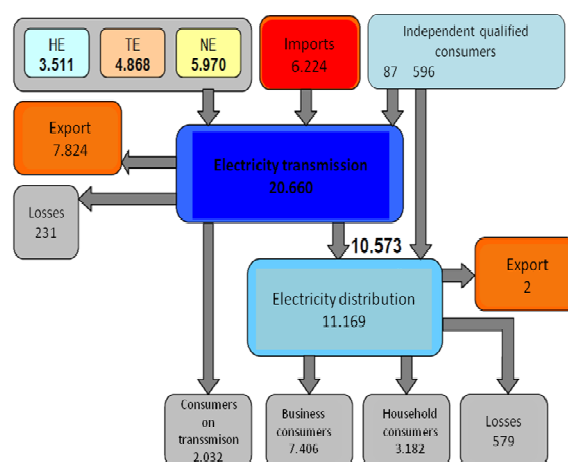 HE
3.511
TE
4.868
NE
5.970
Imports
6.224
Independent qualified
consumers
87 596
Export
7.824
Electricity transmission
20.660
Losses
231
10.573
Export
2
Electricity distribution
11.169
Consumers
on
transmison
2.032
Business
consumers
7.406
Household
consumers
3.182
Losses
579